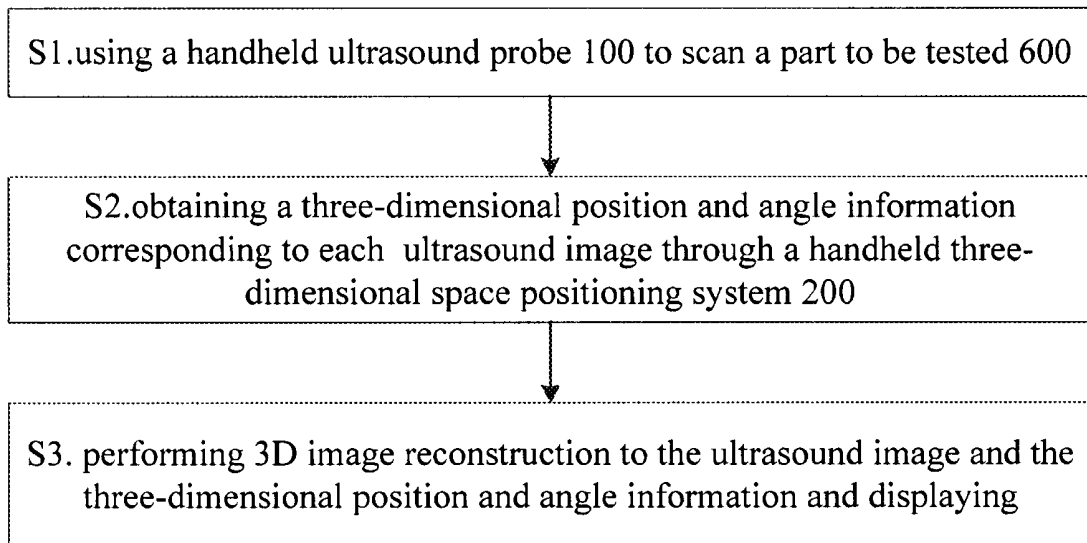 S1.using a handheld ultrasound probe 100 to scan a part to be tested 600
S2.obtaining a three-dimensional position and angle information
corresponding to each ultrasound image through a handheld three-
dimensional space positioning system 200
S3. performing 3D image reconstruction to the ultrasound image and the
three-dimensional position and angle information and displaying